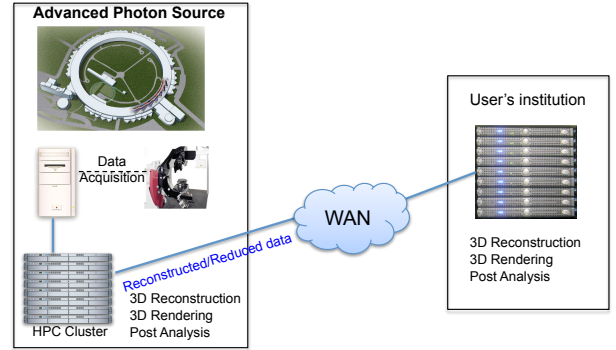 Advanced Photon Source
Data
Acquisition
HPC Cluster
Reconstructed/Reduced data
3D Reconstruction
3D Rendering
Post Analysis
WAN
User's institution
3D Reconstruction
3D Rendering
Post Analysis